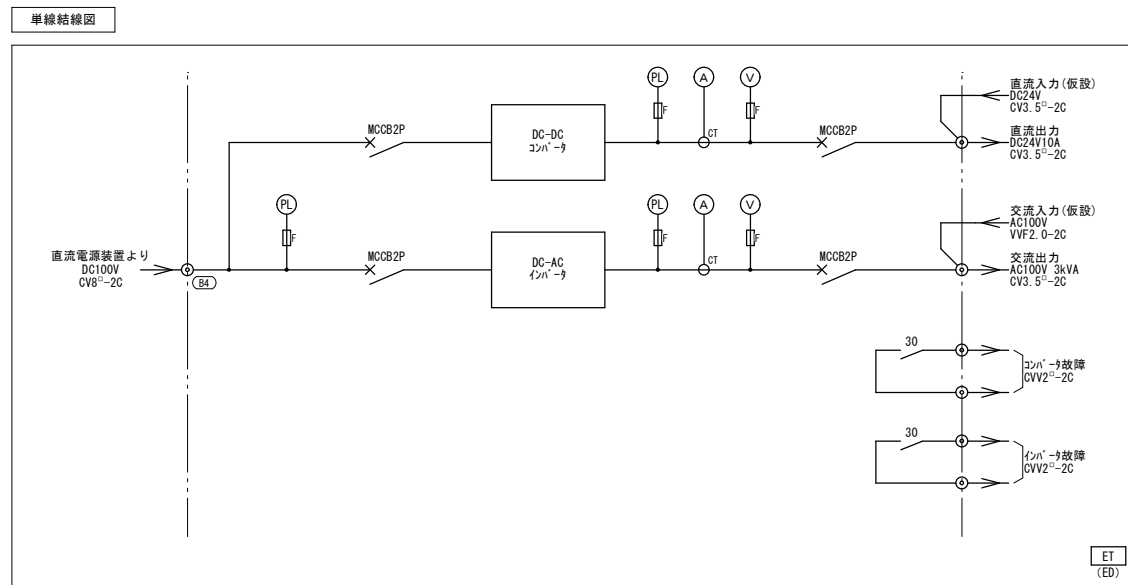 単線結線図
PL
A
V
F
F
CT
MCCB2P
DC-DC
コンバータ
MCCB2P
直流入力(仮設)
DC24V
CV3.5□-2C
直流出力
DC24V10A
CV3.5□-2C
PL
F
PL
A
V
F
F
CT
直流電源装置より
DC100V
CV8□-2C
B4
MCCB2P
DC-AC
インバータ
MCCB2P
交流入力(仮設)
AC100V
VVF2.0-2C
交流出力
AC100V 3kVA
CV3.5□-2C
30
コンバータ故障
CVV2□-2C
30
インバータ故障
CVV2□-2C
ET
(ED)